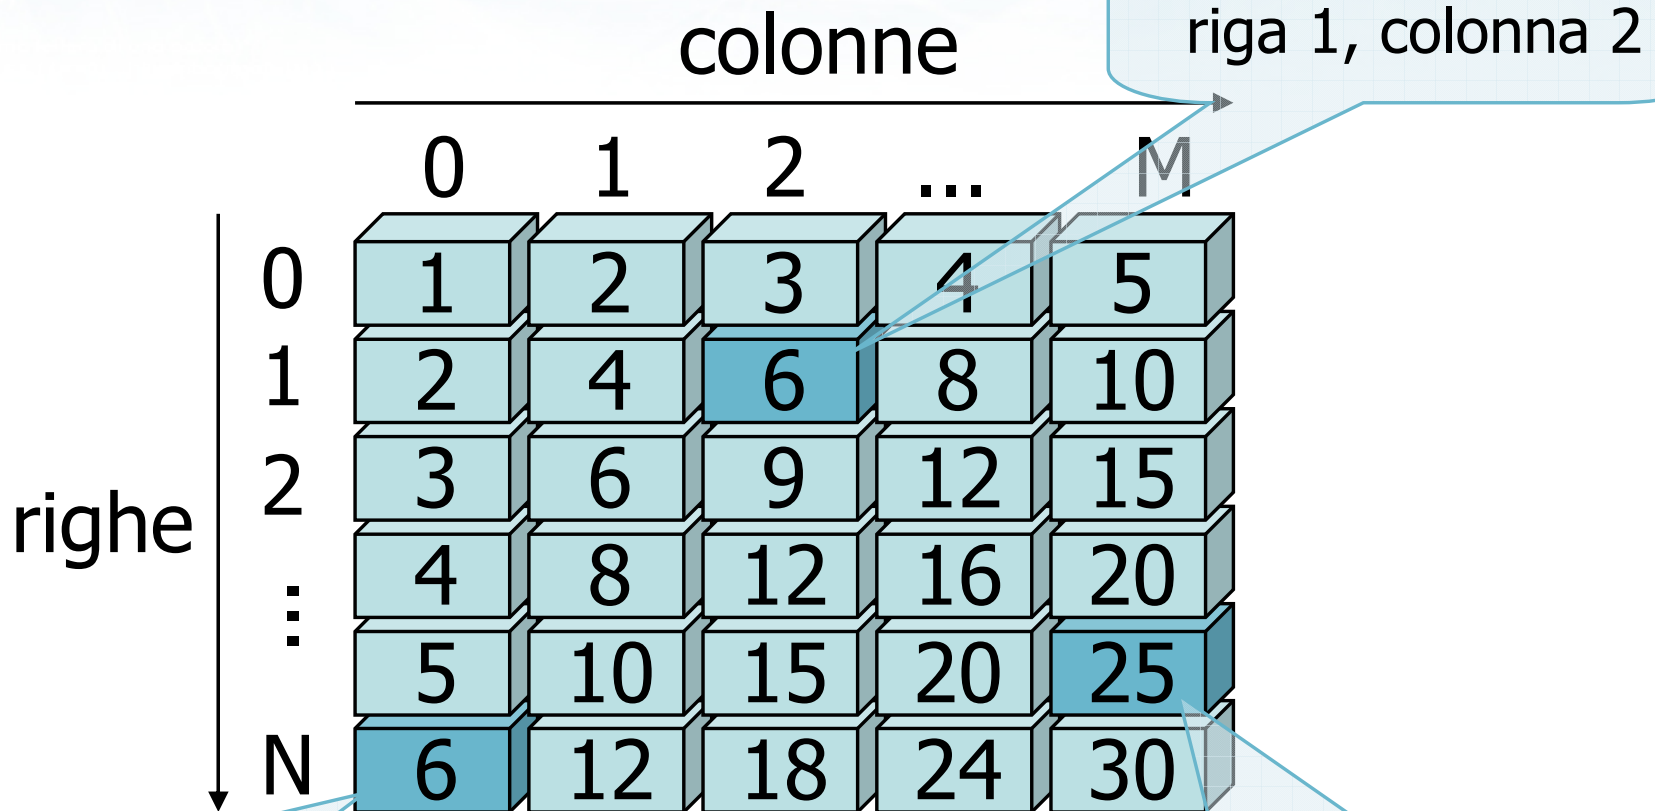 colonne
riga 1, colonna 2
0 1 2 ... M
0 1 2 3 4 5
1 2 4 6 8 10
2 3 6 9 12 15
righe
4 8 12 16 20
⋮
5 10 15 20 25
N 6 12 18 24 30